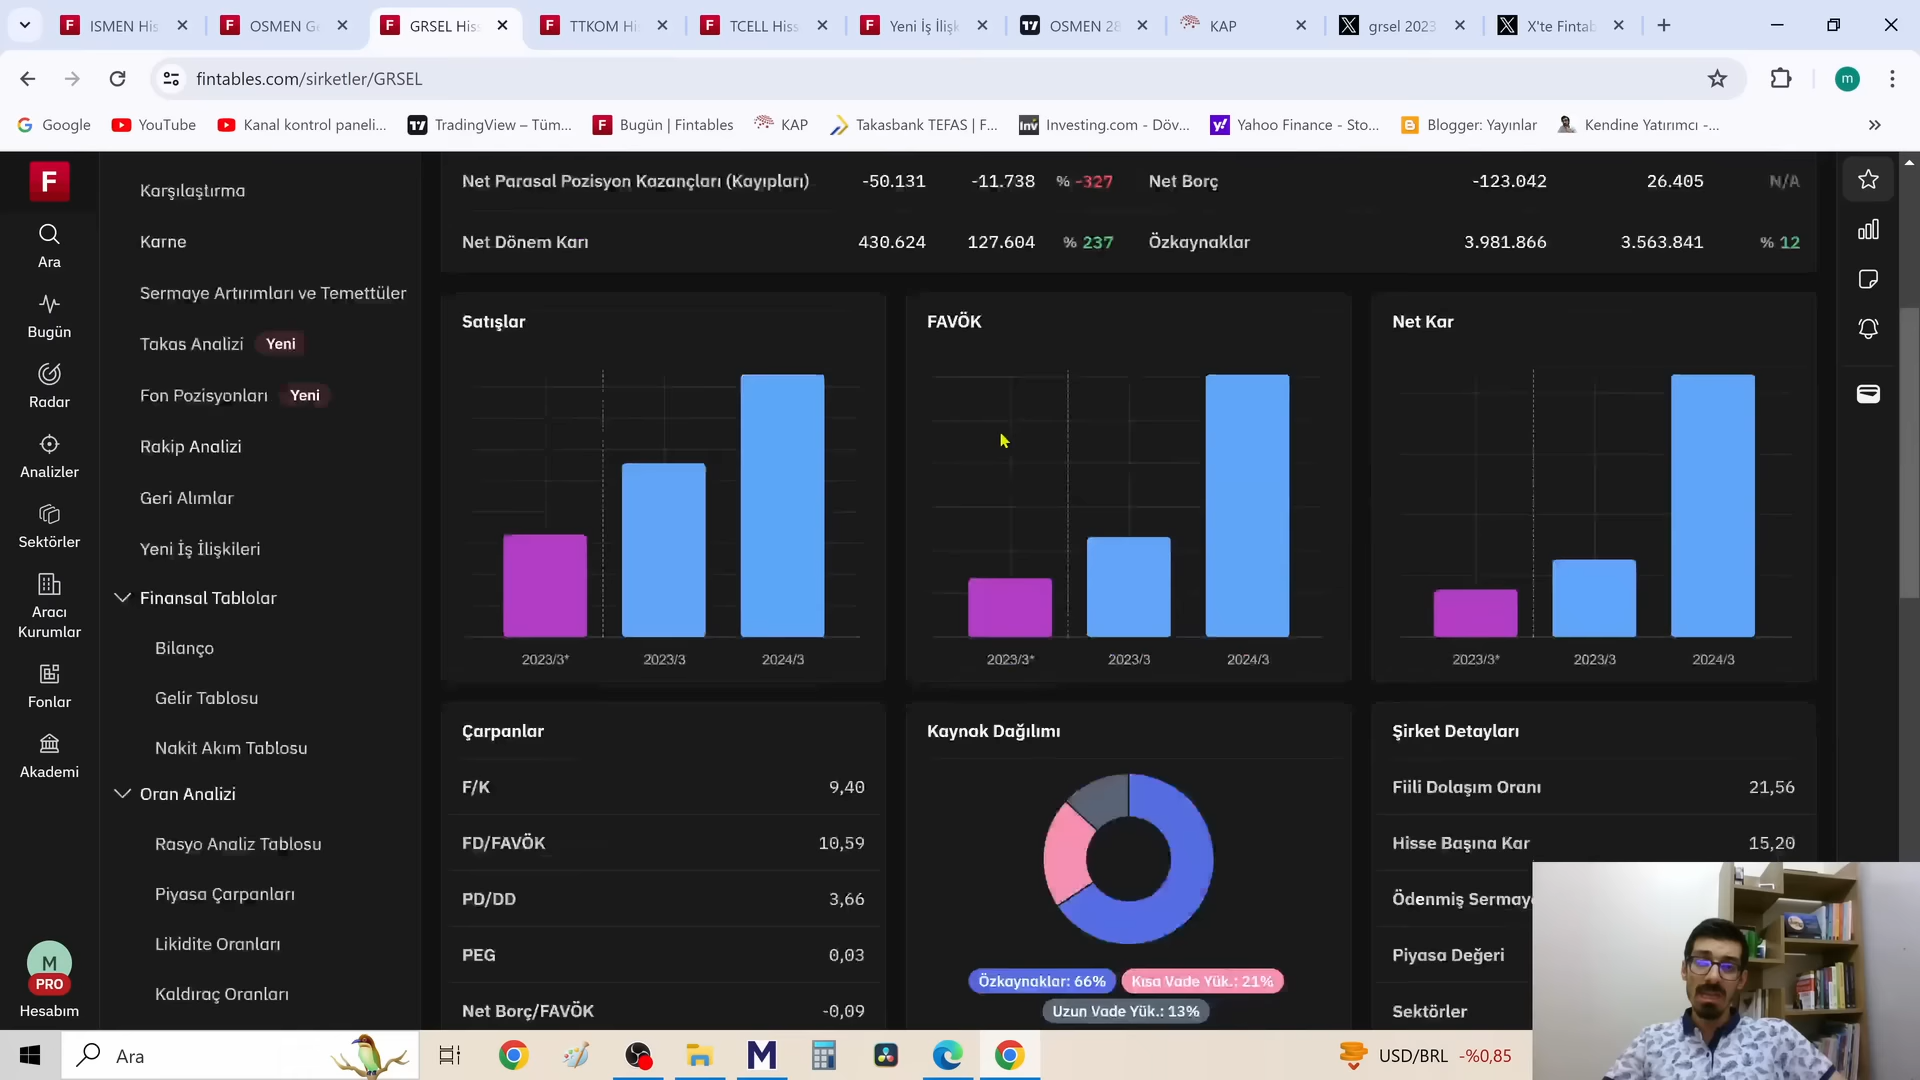 ISMEN His
OSMEN Ge
GRSEL His
TTKOM Hi
TCELL Hiss
Yeni İş İlişk
OSMEN 28
KAP
grsel 2023
X'te Fintab
fintables.com/sirketler/GRSEL
m
Google
YouTube
Kanal kontrol paneli...
TradingView – Tüm...
Bugün | Fintables
KAP
Takasbank TEFAS | F...
Investing.com - Döv...
Yahoo Finance - Sto...
Blogger: Yayınlar
Kendine Yatırımcı -...
F
Ara
Bugün
Radar
Analizler
Sektörler
Aracı
Kurumlar
Fonlar
Akademi
M
PRO
Hesabım
Karşılaştırma
Karne
Sermaye Artırımları ve Temettüler
Takas Analizi Yeni
Fon Pozisyonları Yeni
Rakip Analizi
Geri Alımlar
Yeni İş İlişkileri
Finansal Tablolar
Bilanço
Gelir Tablosu
Nakit Akım Tablosu
Oran Analizi
Rasyo Analiz Tablosu
Piyasa Çarpanları
Likidite Oranları
Kaldıraç Oranları
Net Parasal Pozisyon Kazançları (Kayıpları) -50.131 -11.738 % -327
Net Borç -123.042 26.405 N/A
Net Dönem Karı 430.624 127.604 % 237
Özkaynaklar 3.981.866 3.563.841 % 12
Satışlar
2023/3* 2023/3 2024/3
FAVÖK
2023/3* 2023/3 2024/3
Net Kar
2023/3* 2023/3 2024/3
Çarpanlar
F/K 9,40
FD/FAVÖK 10,59
PD/DD 3,66
PEG 0,03
Net Borç/FAVÖK -0,09
Kaynak Dağılımı
Özkaynaklar: 66% Kısa Vade Yük.: 21%
Uzun Vade Yük.: 13%
Şirket Detayları
Fiili Dolaşım Oranı 21,56
Hisse Başına Kar 15,20
Ödenmiş Sermaye
Piyasa Değeri
Sektörler
Ara
USD/BRL -%0,85